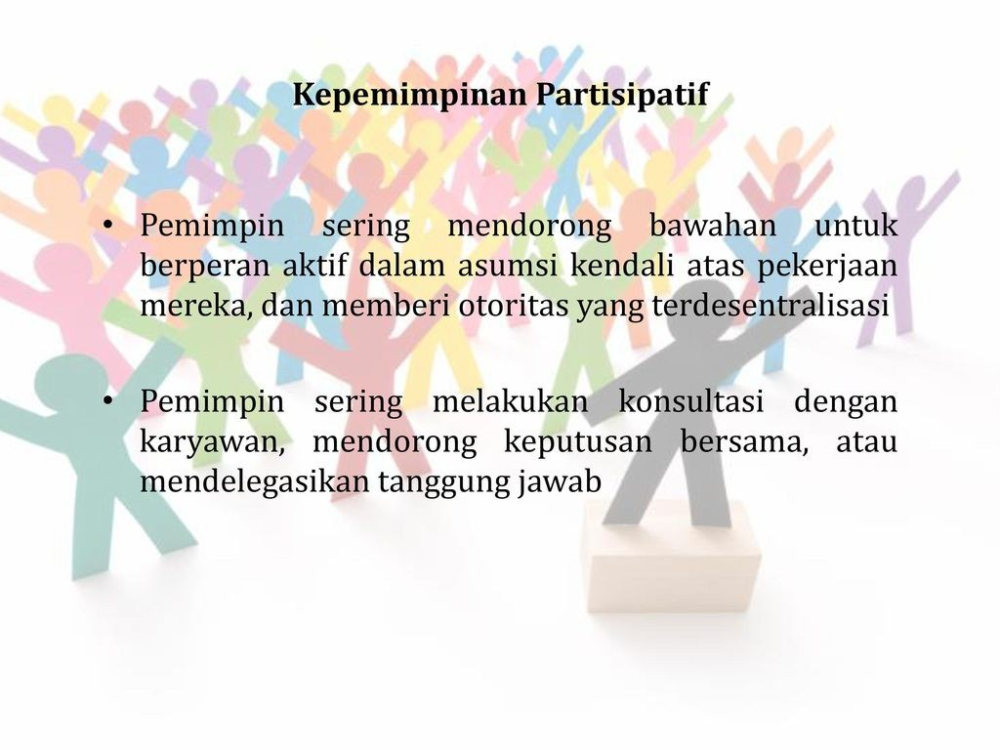 Kepemimpinan Partisipatif
• Pemimpin sering mendorong bawahan untuk
berperan aktif dalam asumsi kendali atas pekerjaan
mereka, dan memberi otoritas yang terdesentralisasi
• Pemimpin sering melakukan konsultasi dengan
karyawan, mendorong keputusan bersama, atau
mendelegasikan tanggung jawab